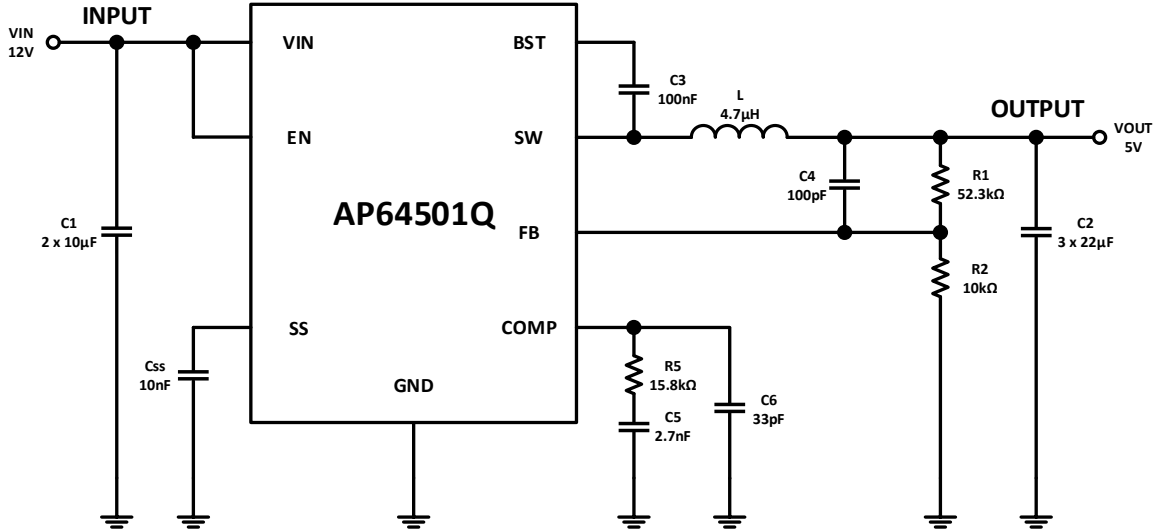 INPUT
VIN
12V
VIN
BST
C3
100nF
L
4.7µH
OUTPUT
VOUT
5V
EN
SW
C4
100pF
R1
52.3kΩ
AP64501Q
FB
C1
2 x 10µF
C2
3 x 22µF
R2
10kΩ
SS
COMP
Css
10nF
GND
R5
15.8kΩ
C5
2.7nF
C6
33pF